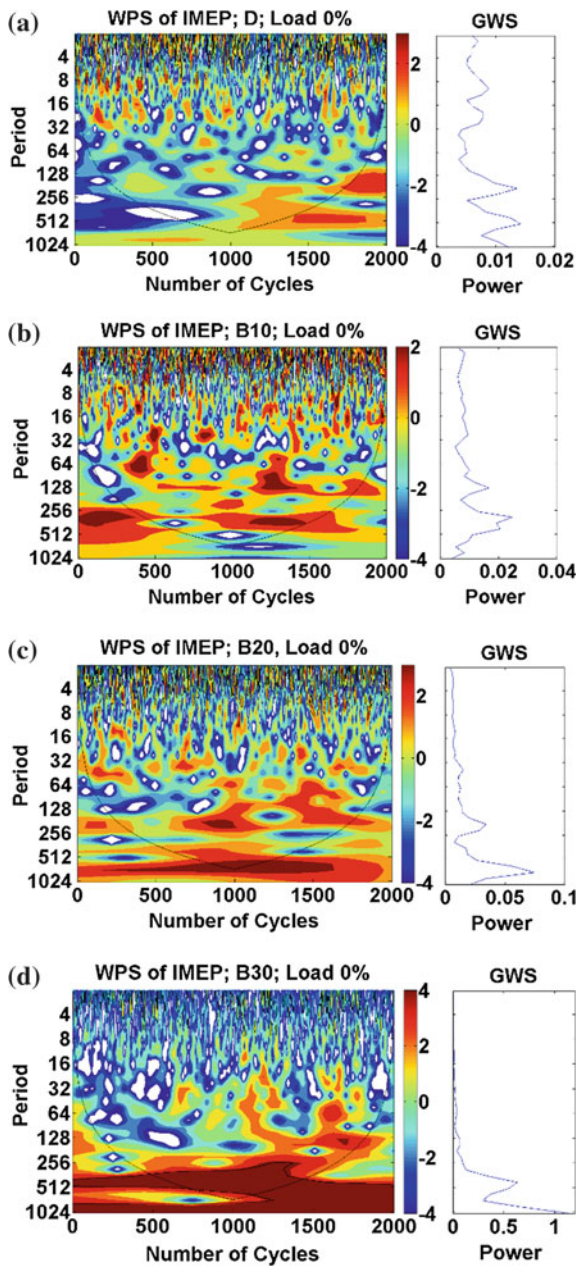 (a) WPS of IMEP; D; Load 0% GWS
Period
4
8
16
32
64
128
256
512
1024
0 500 1000 1500 2000
Number of Cycles
2
0
-2
-4
0 0.01 0.02
Power
(b) WPS of IMEP; B10; Load 0% GWS
Period
4
8
16
32
64
128
256
512
1024
0 500 1000 1500 2000
Number of Cycles
2
0
-2
-4
0 0.02 0.04
Power
(c) WPS of IMEP; B20, Load 0% GWS
Period
4
8
16
32
64
128
256
512
1024
0 500 1000 1500 2000
Number of Cycles
2
0
-2
-4
0 0.05 0.1
Power
(d) WPS of IMEP; B30; Load 0% GWS
Period
4
8
16
32
64
128
256
512
1024
0 500 1000 1500 2000
Number of Cycles
4
2
0
-2
-4
0 0.5 1
Power